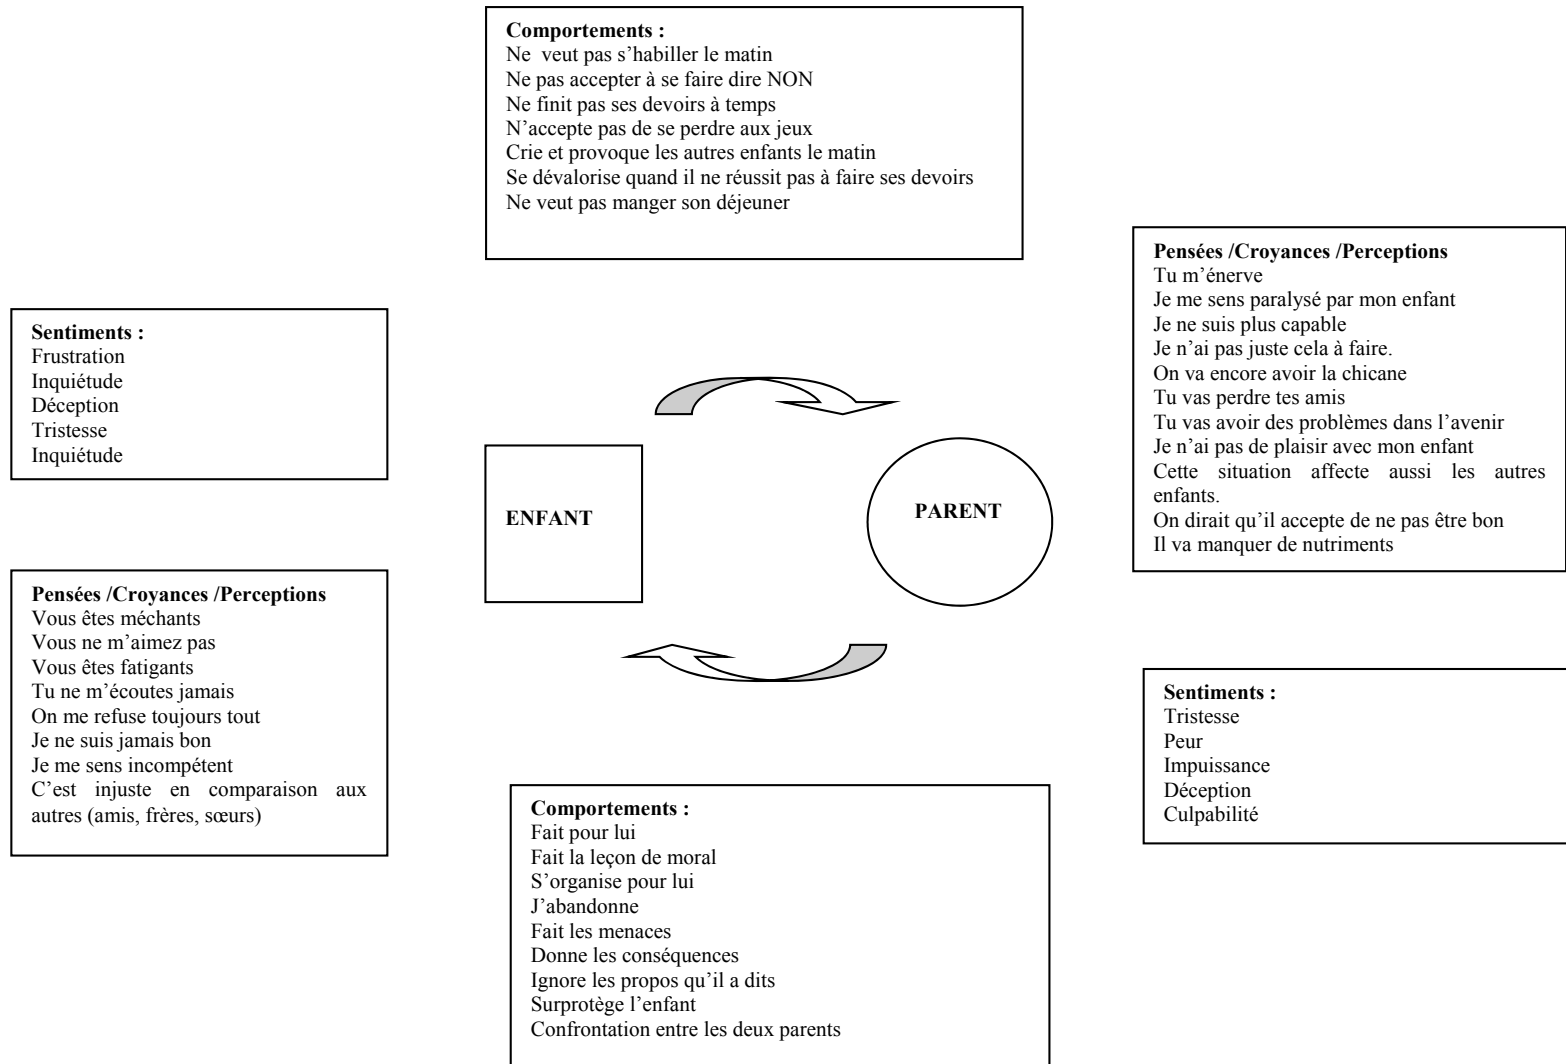 Comportements :
Ne veut pas s’habiller le matin
Ne pas accepter à se faire dire NON
Ne finit pas ses devoirs à temps
N’accepte pas de se perdre aux jeux
Crie et provoque les autres enfants le matin
Se dévalorise quand il ne réussit pas à faire ses devoirs
Ne veut pas manger son déjeuner
Pensées /Croyances /Perceptions
Tu m’énerve
Je me sens paralysé par mon enfant
Je ne suis plus capable
Je n’ai pas juste cela à faire.
On va encore avoir la chicane
Tu vas perdre tes amis
Tu vas avoir des problèmes dans l’avenir
Je n’ai pas de plaisir avec mon enfant
Cette situation affecte aussi les autres
enfants.
On dirait qu’il accepte de ne pas être bon
Il va manquer de nutriments
Sentiments :
Frustration
Inquiétude
Déception
Tristesse
Inquiétude
ENFANT
PARENT
Pensées /Croyances /Perceptions
Vous êtes méchants
Vous ne m’aimez pas
Vous êtes fatigants
Tu ne m’écoutes jamais
On me refuse toujours tout
Je ne suis jamais bon
Je me sens incompétent
C’est injuste en comparaison aux
autres (amis, frères, sœurs)
Sentiments :
Tristesse
Peur
Impuissance
Déception
Culpabilité
Comportements :
Fait pour lui
Fait la leçon de moral
S’organise pour lui
J’abandonne
Fait les menaces
Donne les conséquences
Ignore les propos qu’il a dits
Surprotège l’enfant
Confrontation entre les deux parents